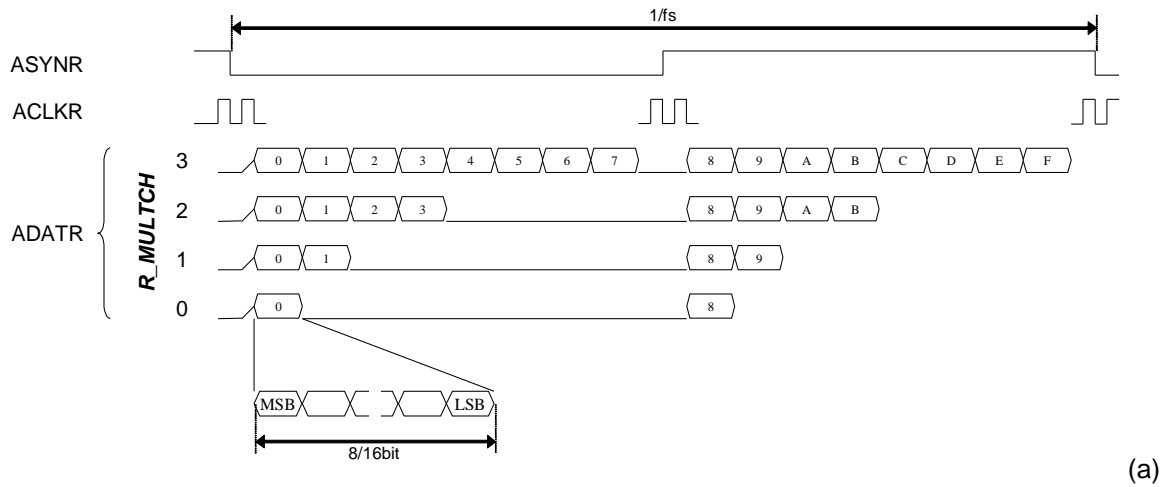 1/fs
ASYNR
ACLKR
ADATR
R_MULTCH
3 0 1 2 3 4 5 6 7 8 9 A B C D E F
2 0 1 2 3 8 9 A B
1 0 1 8 9
0 0 8
MSB LSB
8/16bit
(a)